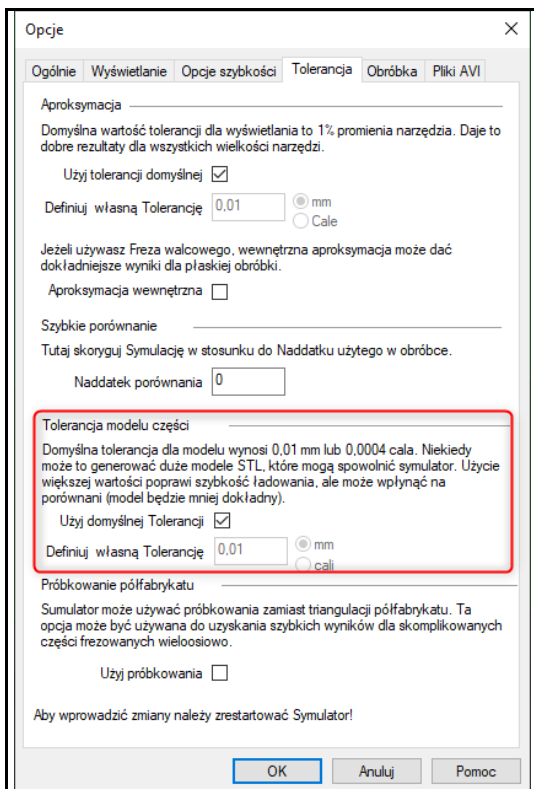 Opcje
Ogólnie Wyświetlanie Opcje szybkości Tolerancja Obróbka Pliki AVI
Aproksymacja
Domyślna wartość tolerancji dla wyświetlania to 1% promienia narzędzia. Daje to
dobre rezultaty dla wszystkich wielkości narzędzi.
Użyj tolerancji domyślnej
Definiuj własną Tolerancję 0,01 mm
Cale
Jeżeli używasz Freza walcowego, wewnętrzna aproksymacja może dać
dokładniejsze wyniki dla płaskiej obróbki.
Aproksymacja wewnętrzna
Szybkie porównanie
Tutaj skoryguj Symulację w stosunku do Naddatku użytego w obróbce.
Naddatek porównania 0
Tolerancja modelu części
Domyślna tolerancja dla modelu wynosi 0,01 mm lub 0,0004 cala. Niekiedy
może to generować duże modele STL, które mogą spowolnić symulator. Użycie
większej wartości poprawi szybkość ładowania, ale może wpłynąć na
porównani (model będzie mniej dokładny).
Użyj domyślnej Tolerancji
Definiuj własną Tolerancję 0,01 mm
cali
Próbkowanie półfabrykatu
Sumulator może używać próbkowania zamiast triangulacji półfabrykatu. Ta
opcja może być używana do uzyskania szybkich wyników dla skomplikowanych
części frezowanych wieloosiowo.
Użyj próbkowania
Aby wprowadzić zmiany należy zrestartować Symulator!
OK Anuluj Pomoc